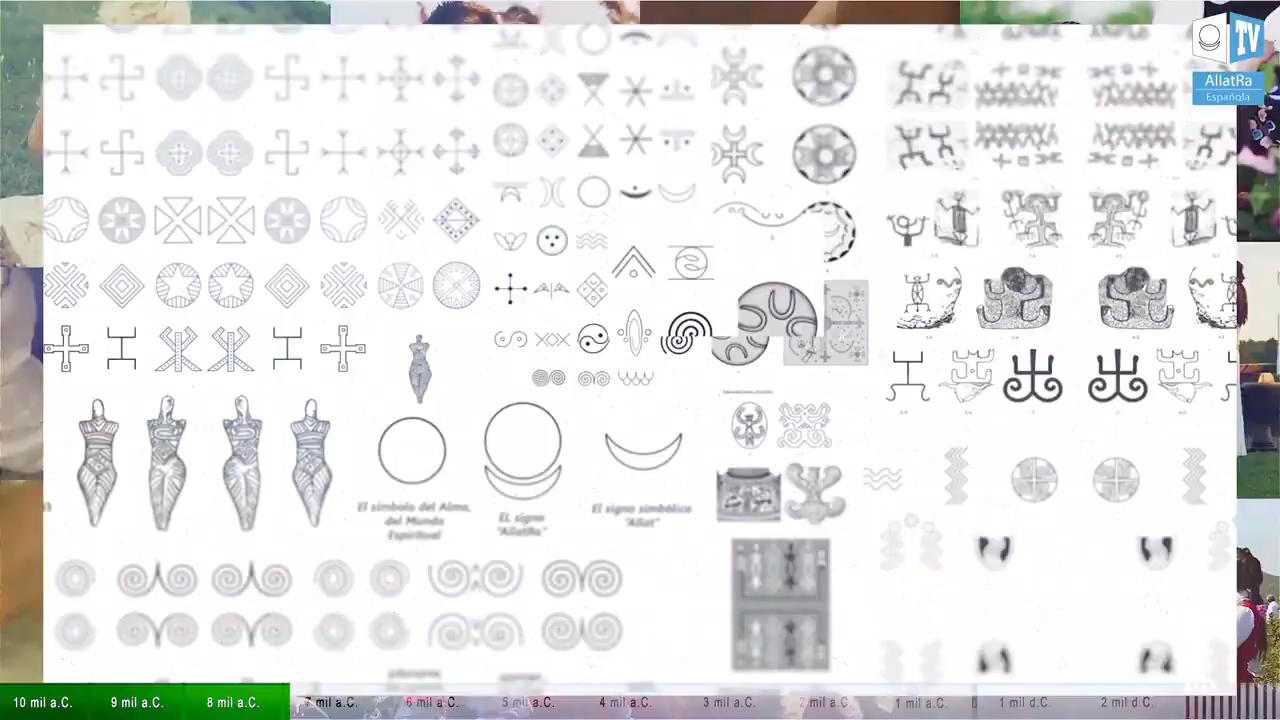 TV
AllatRa
Española
El símbolo del Alma,
del Mundo
Espiritual
EL signo
"AllatRa"
El signo simbólico
"Allat"
10 mil a.C. 9 mil a.C. 8 mil a.C. 7 mil a.C. 6 mil a.C. 5 mil a.C. 4 mil a.C. 3 mil a.C. 2 mil a.C. 1 mil a.C. 0 1 mil d.C. 2 mil d.C.